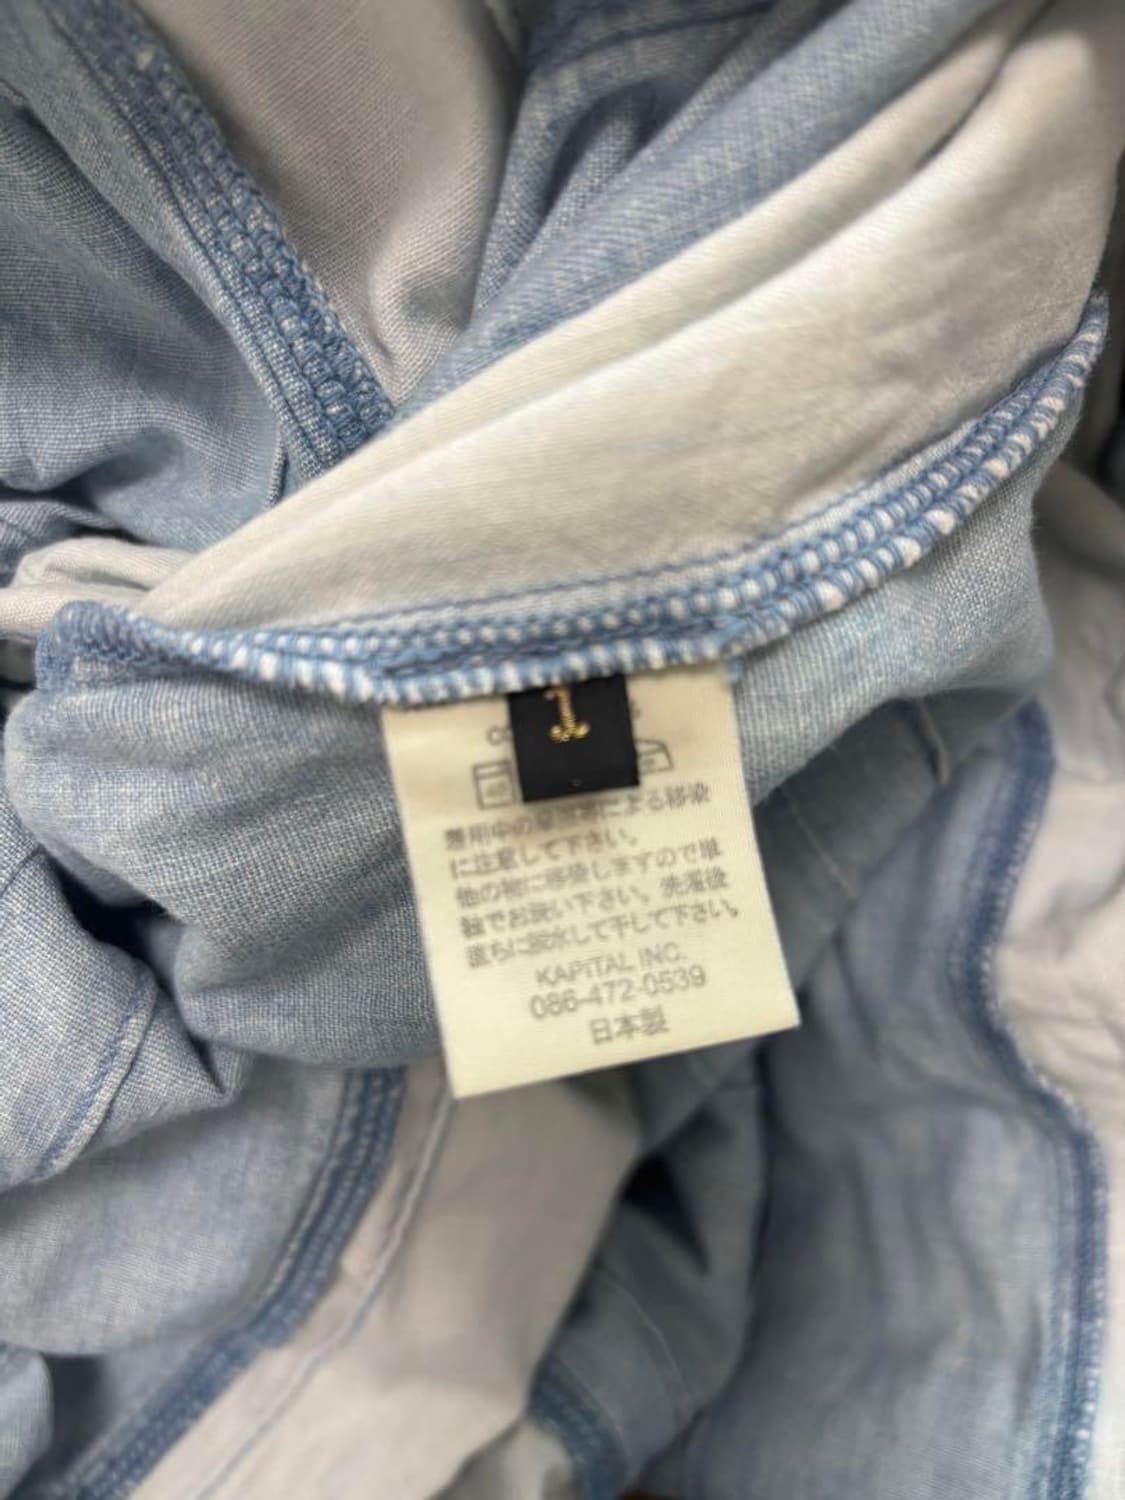 1
着用中の摩擦等による移染
に注意して下さい。
他の物に移染しますので単
独でお洗い下さい。洗濯後
直ちに脱水して干して下さい。
KAPITAL INC.
086-472-0539
日本製